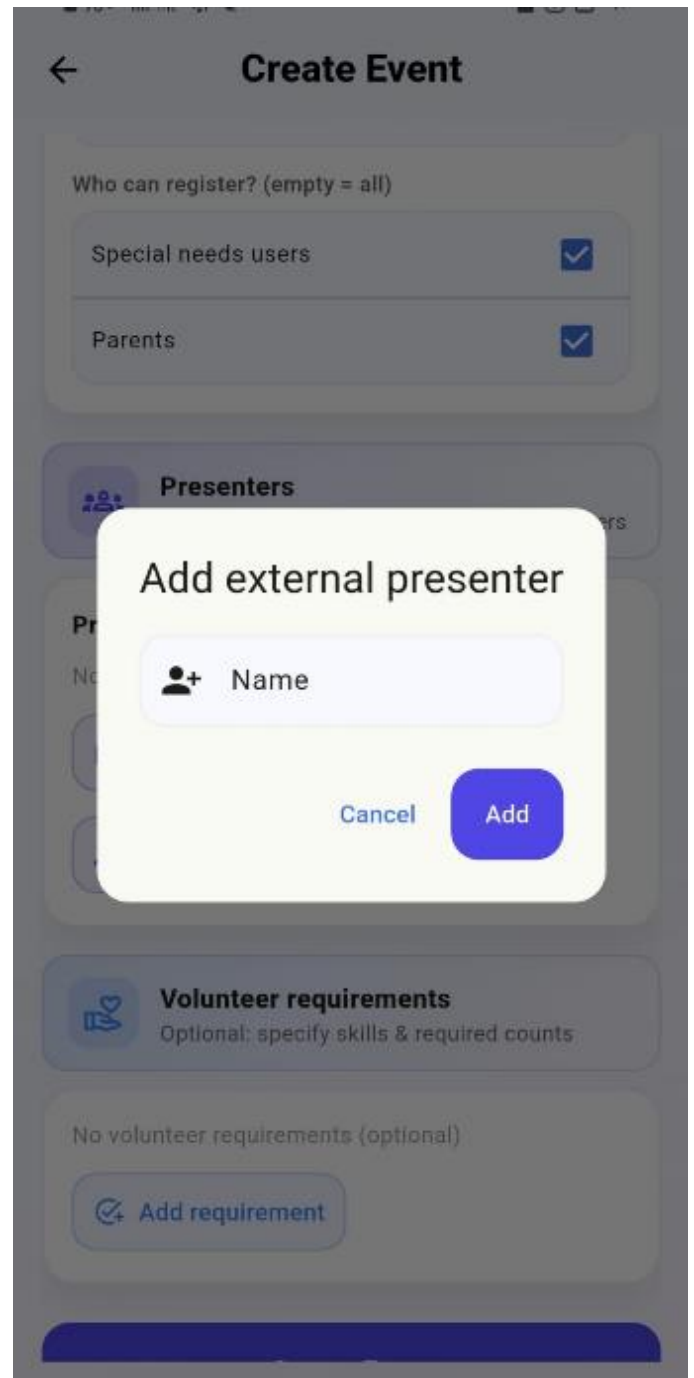 Create Event
Who can register? (empty = all)
Special needs users
Parents
Presenters
Add external presenter
Name
Cancel
Add
Volunteer requirements
Optional: specify skills & required counts
No volunteer requirements (optional)
Add requirement